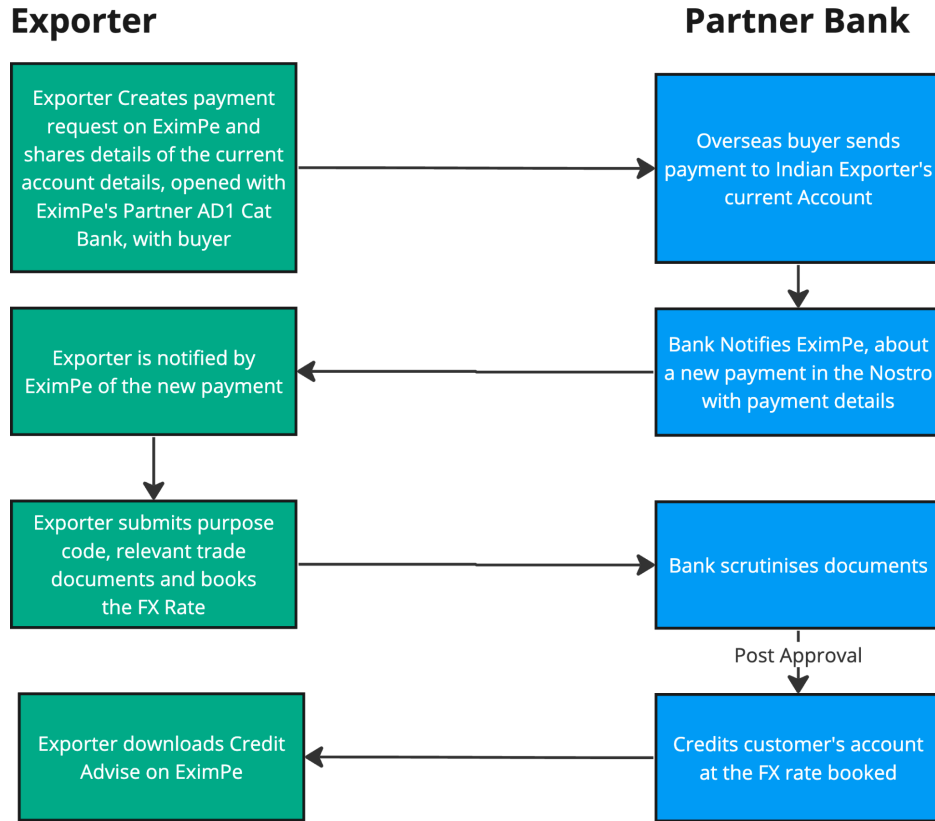 Exporter
Partner Bank
Exporter Creates payment
request on EximPe and
shares details of the current
account details, opened with
EximPe's Partner AD1 Cat
Bank, with buyer
Overseas buyer sends
payment to Indian Exporter's
current Account
Exporter is notified by
EximPe of the new payment
Bank Notifies EximPe, about
a new payment in the Nostro
with payment details
Exporter submits purpose
code, relevant trade
documents and books
the FX Rate
Bank scrutinises documents
Post Approval
Exporter downloads Credit
Advise on EximPe
Credits customer's account
at the FX rate booked